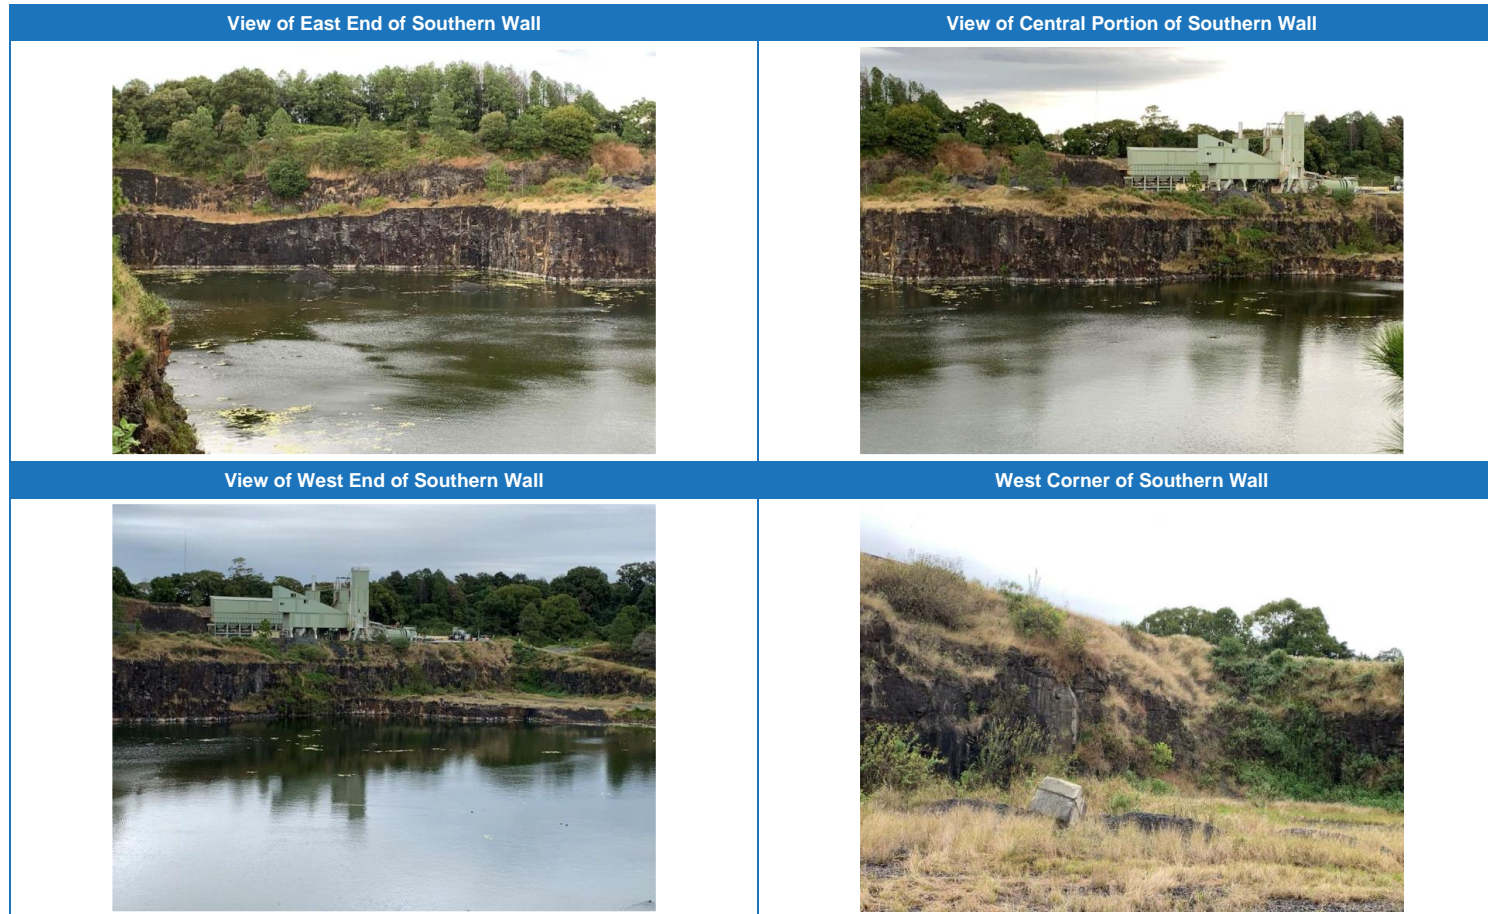 View of East End of Southern Wall
View of Central Portion of Southern Wall
View of West End of Southern Wall
West Corner of Southern Wall